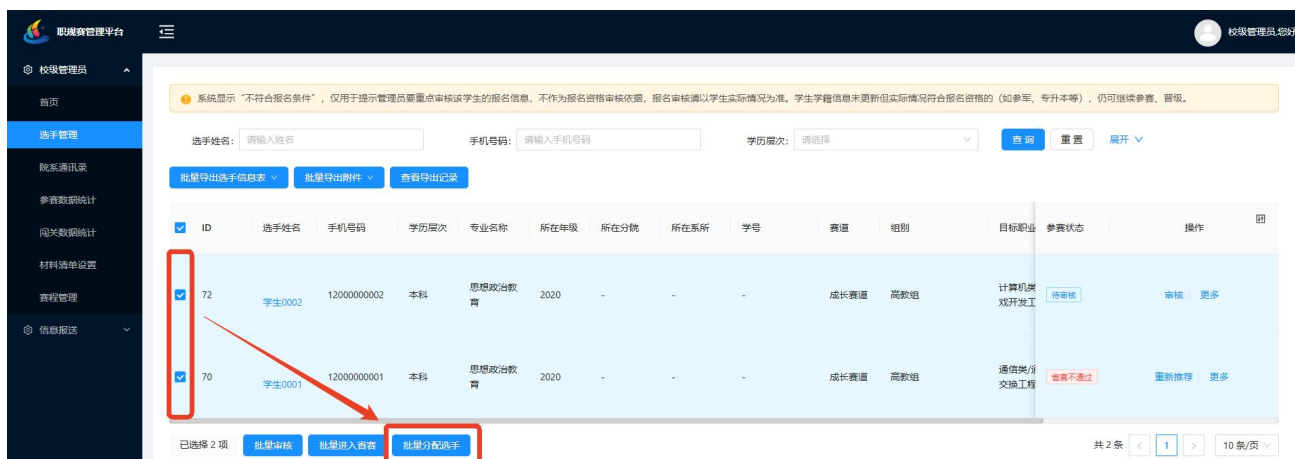 职规赛管理平台
校级管理员,您好
校级管理员
首页
选手管理
院系通讯录
参赛数据统计
闯关数据统计
材料清单设置
赛程管理
信息报送
系统显示“不符合报名条件”，仅用于提示管理员要重点审核该学生的报名信息，不作为报名资格审核依据，报名审核请以学生实际情况为准。学生学籍信息未更新但实际情况符合报名资格的（如参军、专升本等），仍可继续参赛、晋级。
选手姓名: 请输入姓名 手机号码: 请输入手机号码 学历层次: 请选择 查 询 重 置 展开
批量导出选手信息表 批量导出附件 查看导出记录
ID 选手姓名 手机号码 学历层次 专业名称 所在年级 所在分院 所在系所 学号 赛道 组别 目标职业 参赛状态 操作
72 学生0002 12000000002 本科 思想政治教 2020 - - - 成长赛道 高教组 计算机类 待审核 审核 更多
育 戏开发工
70 学生0001 12000000001 本科 思想政治教 2020 - - - 成长赛道 高教组 通信类/ 省赛不通过 重新推荐 更多
育 交换工程
已选择 2 项 批量审核 批量进入省赛 批量分配选手 共 2 条 < 1 > 10 条/页